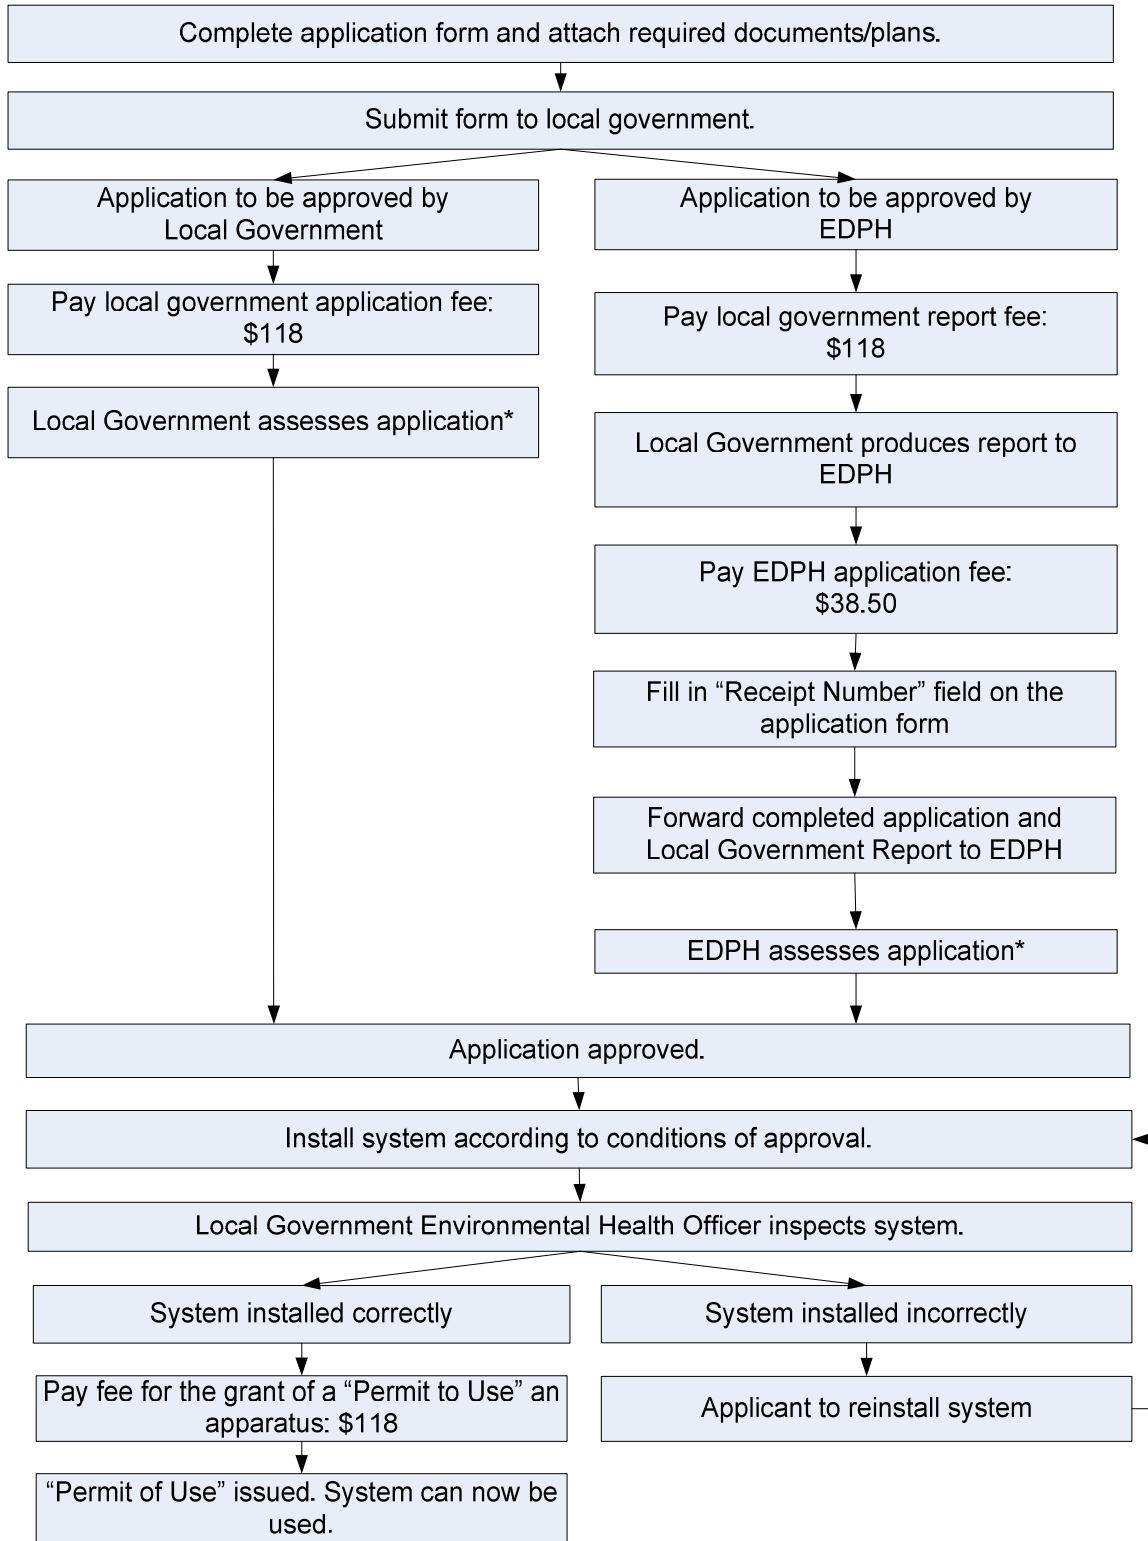 Complete application form and attach required documents/plans.
Submit form to local government.
Application to be approved by
Local Government
Pay local government application fee:
$118
Local Government assesses application*
Application to be approved by
EDPH
Pay local government report fee:
$118
Local Government produces report to
EDPH
Pay EDPH application fee:
$38.50
Fill in “Receipt Number” field on the
application form
Forward completed application and
Local Government Report to EDPH
EDPH assesses application*
Application approved.
Install system according to conditions of approval.
Local Government Environmental Health Officer inspects system.
System installed correctly
Pay fee for the grant of a “Permit to Use” an
apparatus: $118
“Permit of Use” issued. System can now be
used.
System installed incorrectly
Applicant to reinstall system